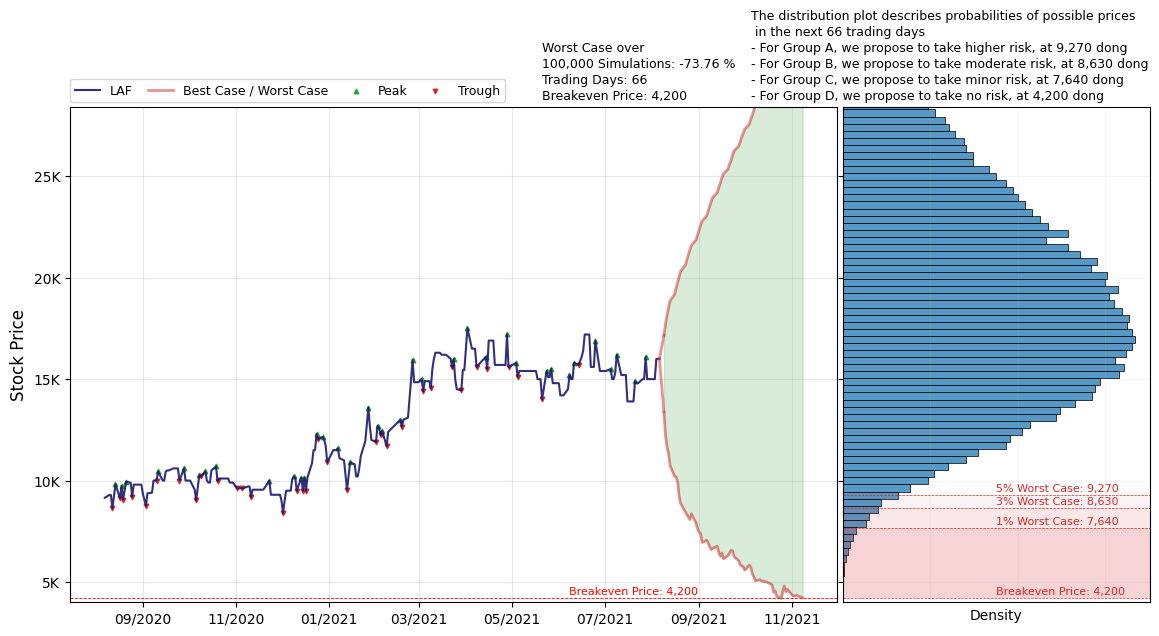 The distribution plot describes probabilities of possible prices
in the next 66 trading days
- For Group A, we propose to take higher risk, at 9,270 dong
- For Group B, we propose to take moderate risk, at 8,630 dong
- For Group C, we propose to take minor risk, at 7,640 dong
- For Group D, we propose to take no risk, at 4,200 dong
Worst Case over
100,000 Simulations: -73.76 %
Trading Days: 66
Breakeven Price: 4,200
LAF
Best Case / Worst Case
Peak
Trough
Stock Price
25K
20K
15K
10K
5K
Breakeven Price: 4,200
09/2020
11/2020
01/2021
03/2021
05/2021
07/2021
09/2021
11/2021
5% Worst Case: 9,270
3% Worst Case: 8,630
1% Worst Case: 7,640
Breakeven Price: 4,200
Density